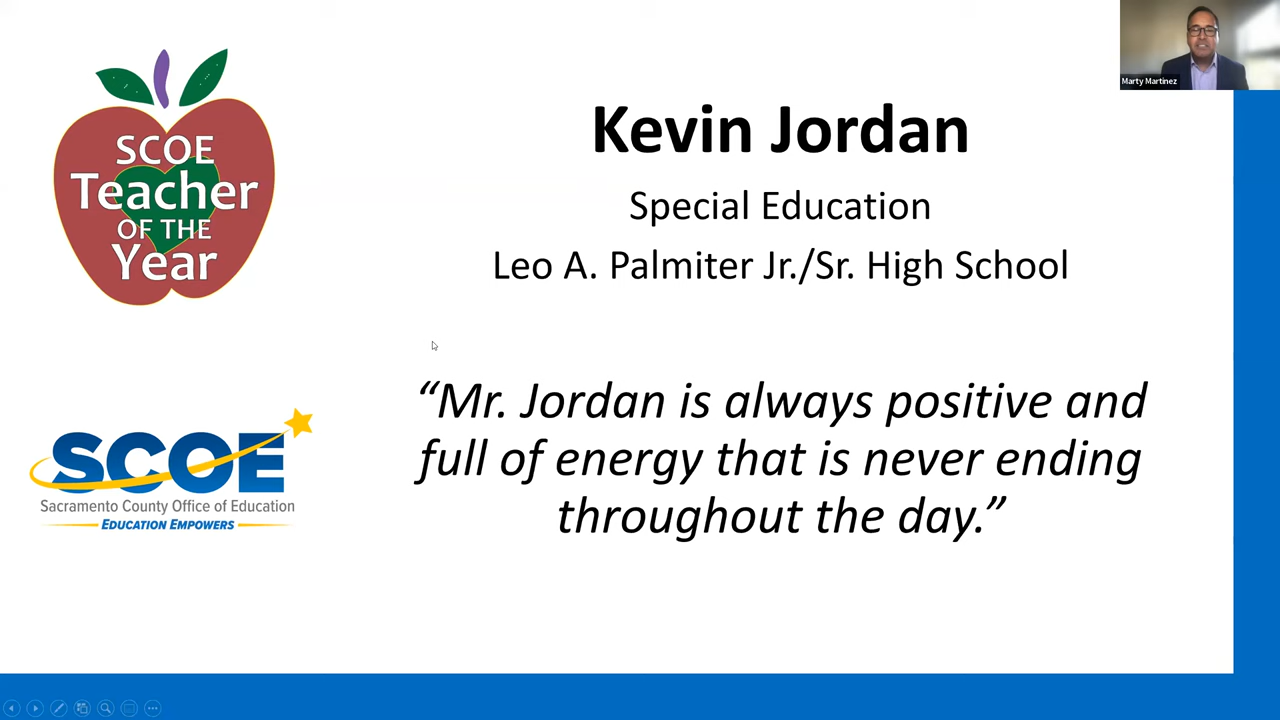 SCOE
Teacher
OF THE
Year
Marty Martinez
Kevin Jordan
Special Education
Leo A. Palmiter Jr./Sr. High School
“Mr. Jordan is always positive and
full of energy that is never ending
throughout the day.”
SCOE
Sacramento County Office of Education
EDUCATION EMPOWERS